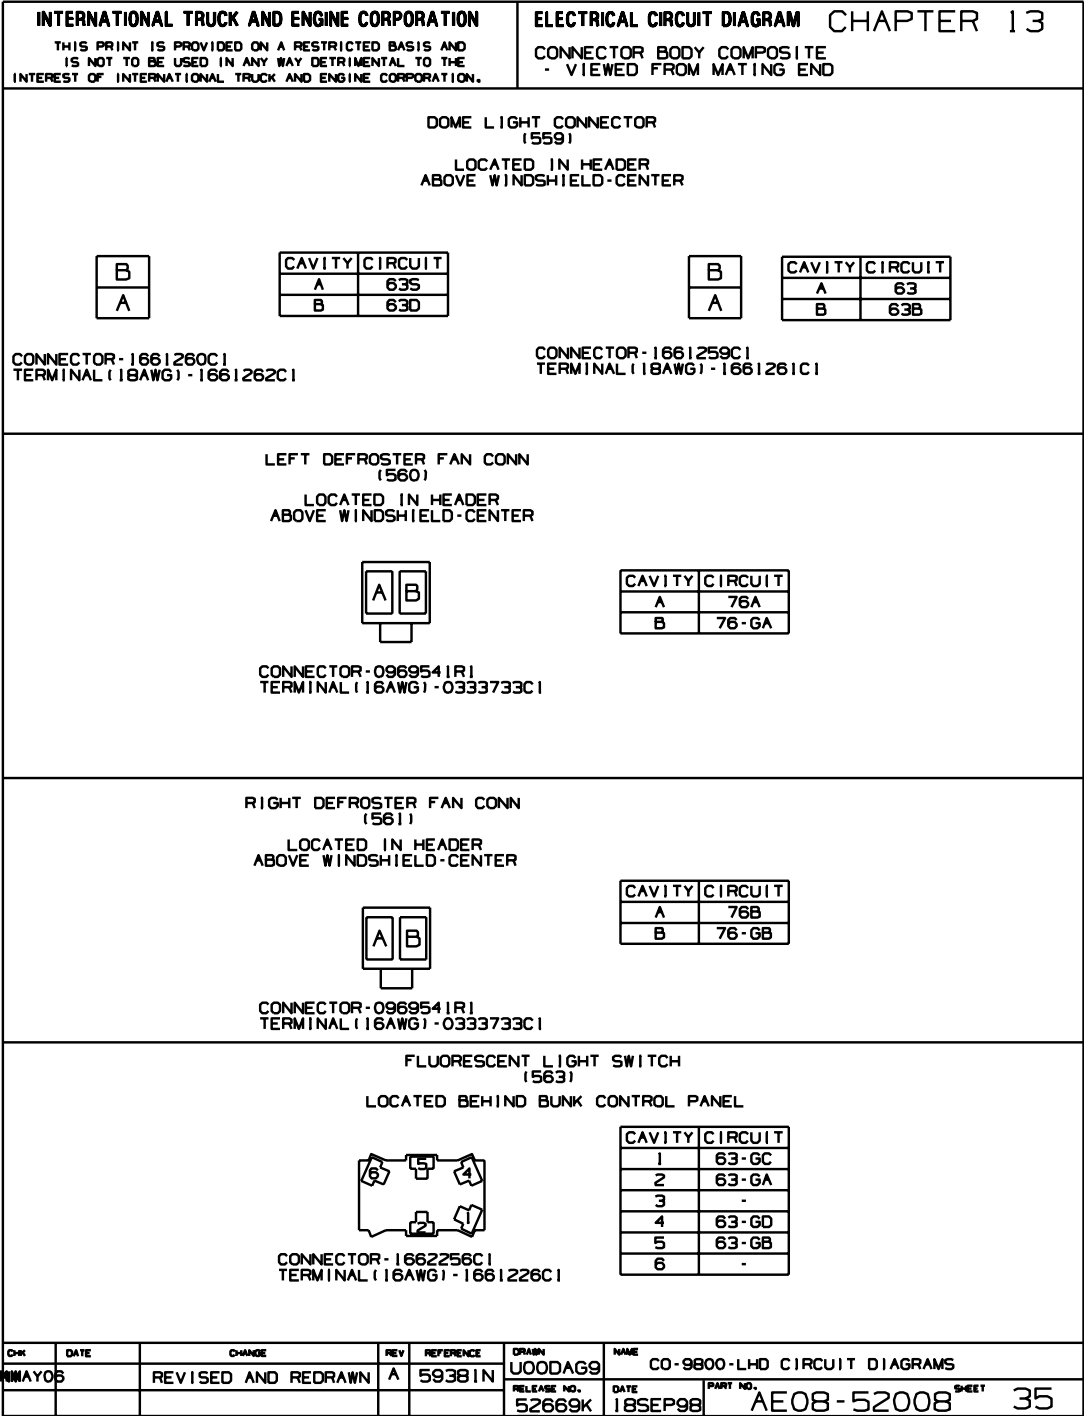 INTERNATIONAL TRUCK AND ENGINE CORPORATION
THIS PRINT IS PROVIDED ON A RESTRICTED BASIS AND
IS NOT TO BE USED IN ANY WAY DETRIMENTAL TO THE
INTEREST OF INTERNATIONAL TRUCK AND ENGINE CORPORATION.
ELECTRICAL CIRCUIT DIAGRAM CHAPTER 13
CONNECTOR BODY COMPOSITE
- VIEWED FROM MATING END
DOME LIGHT CONNECTOR
(559)
LOCATED IN HEADER
ABOVE WINDSHIELD-CENTER
B
A
CAVITY CIRCUIT
A 63S
B 63D
CONNECTOR-1661260C1
TERMINAL(18AWG)-1661262C1
B
A
CAVITY CIRCUIT
A 63
B 63B
CONNECTOR-1661259C1
TERMINAL(18AWG)-1661261C1
LEFT DEFROSTER FAN CONN
(560)
LOCATED IN HEADER
ABOVE WINDSHIELD-CENTER
A B
CAVITY CIRCUIT
A 76A
B 76-GA
CONNECTOR-0969541R1
TERMINAL(16AWG)-0333733C1
RIGHT DEFROSTER FAN CONN
(561)
LOCATED IN HEADER
ABOVE WINDSHIELD-CENTER
A B
CAVITY CIRCUIT
A 76B
B 76-GB
CONNECTOR-0969541R1
TERMINAL(16AWG)-0333733C1
FLUORESCENT LIGHT SWITCH
(563)
LOCATED BEHIND BUNK CONTROL PANEL
6 5 4
2 1
CAVITY CIRCUIT
1 63-GC
2 63-GA
3 -
4 63-GD
5 63-GB
6 -
CONNECTOR-1662256C1
TERMINAL(16AWG)-1661226C1
CHK DATE CHANGE REV REFERENCE
REVISED AND REDRAWN A 59381N
DRAWN
U00DAG9
NAME
CO-9800-LHD CIRCUIT DIAGRAMS
RELEASE NO.
52669K
DATE
18SEP98
PART NO.
AE08-52008
SHEET 35